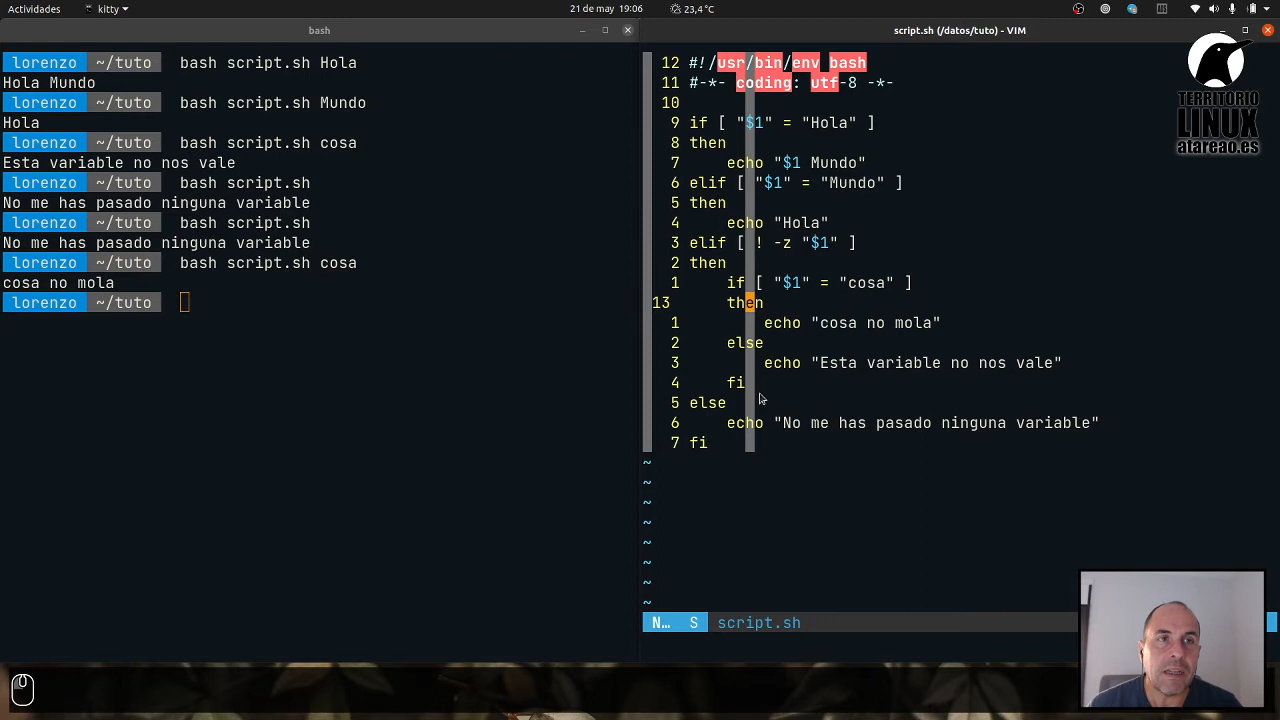 Actividades
kitty
21 de may 19:06
23,4 °C
bash
lorenzo ~/tuto bash script.sh Hola
Hola Mundo
lorenzo ~/tuto bash script.sh Mundo
Hola
lorenzo ~/tuto bash script.sh cosa
Esta variable no nos vale
lorenzo ~/tuto bash script.sh
No me has pasado ninguna variable
lorenzo ~/tuto bash script.sh
No me has pasado ninguna variable
lorenzo ~/tuto bash script.sh cosa
cosa no mola
lorenzo ~/tuto
script.sh (/datos/tuto) - VIM
12 #!/usr/bin/env bash
11 #-*- coding: utf-8 -*-
10
9 if [ "$1" = "Hola" ]
8 then
7 echo "$1 Mundo"
6 elif [ "$1" = "Mundo" ]
5 then
4 echo "Hola"
3 elif [ ! -z "$1" ]
2 then
1 if [ "$1" = "cosa" ]
13 then
1 echo "cosa no mola"
2 else
3 echo "Esta variable no nos vale"
4 fi
5 else
6 echo "No me has pasado ninguna variable"
7 fi
~
~
~
~
~
~
~
~
N… S script.sh
TERRITORIO
LINUX
atareao.es